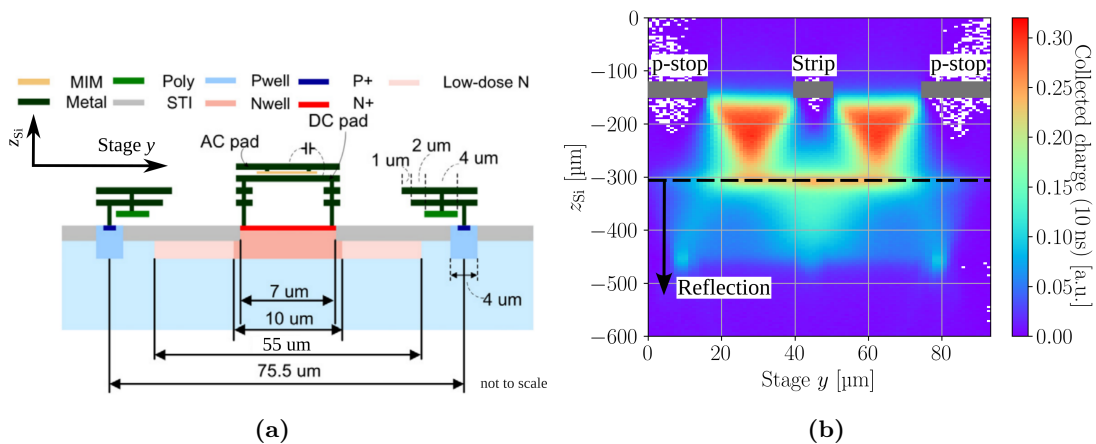 MIM
Poly
Pwell
P+
Low-dose N
Metal
STI
Nwell
N+
z_Si
Stage y
AC pad
DC pad
1 um
2 um
4 um
7 um
4 um
10 um
55 um
75.5 um
not to scale
(a)
0
−100
−200
−300
−400
−500
−600
z_Si [µm]
p-stop
Strip
p-stop
Reflection
0
20
40
60
80
Stage y [µm]
0.30
0.25
0.20
0.15
0.10
0.05
0.00
Collected charge (10 ns) [a.u.]
(b)